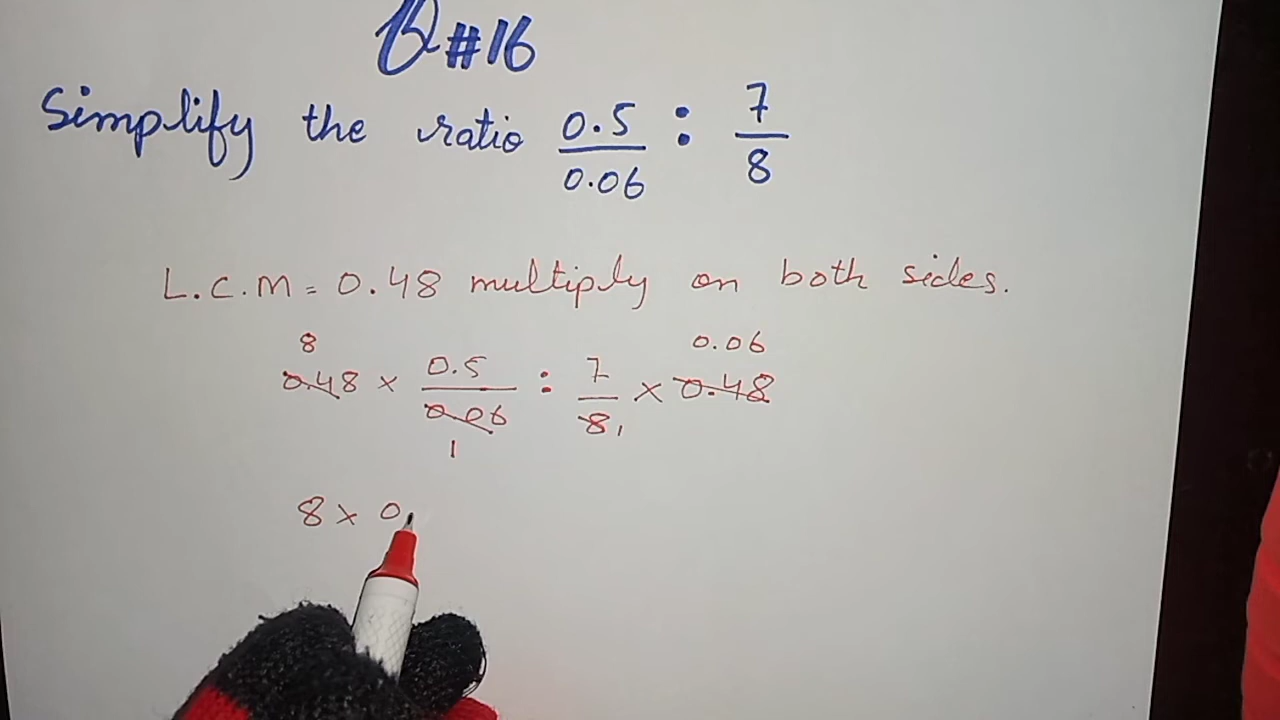 Q#16
Simplify the ratio 0.5/0.06 : 7/8
L.C.M = 0.48 multiply on both sides.
8 0.06
0.48 × 0.5/0.06 : 7/8 × 0.48
1 1
8 × 0.